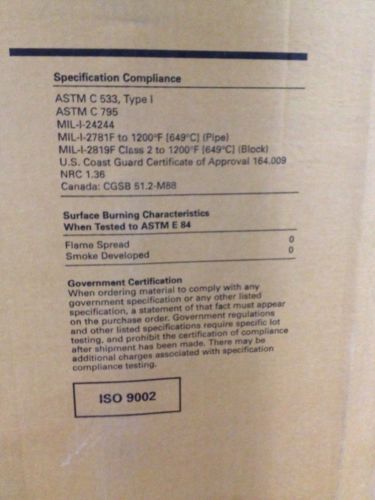 Specification Compliance
ASTM C 533, Type I
ASTM C 795
MIL-I-24244
MIL-I-2781F to 1200°F [649°C] (Pipe)
MIL-I-2819F Class 2 to 1200°F [649°C] (Block)
U.S. Coast Guard Certificate of Approval 164.009
NRC 1.36
Canada: CGSB 51.2-M88
Surface Burning Characteristics
When Tested to ASTM E 84
Flame Spread 0
Smoke Developed 0
Government Certification
When ordering material to comply with any
government specification or any other listed
specification, a statement of that fact must appear
on the purchase order. Government regulations
and other listed specifications require specific lot
testing, and prohibit the certification of compliance
after shipment has been made. There may be
additional charges associated with specification
compliance testing.
ISO 9002